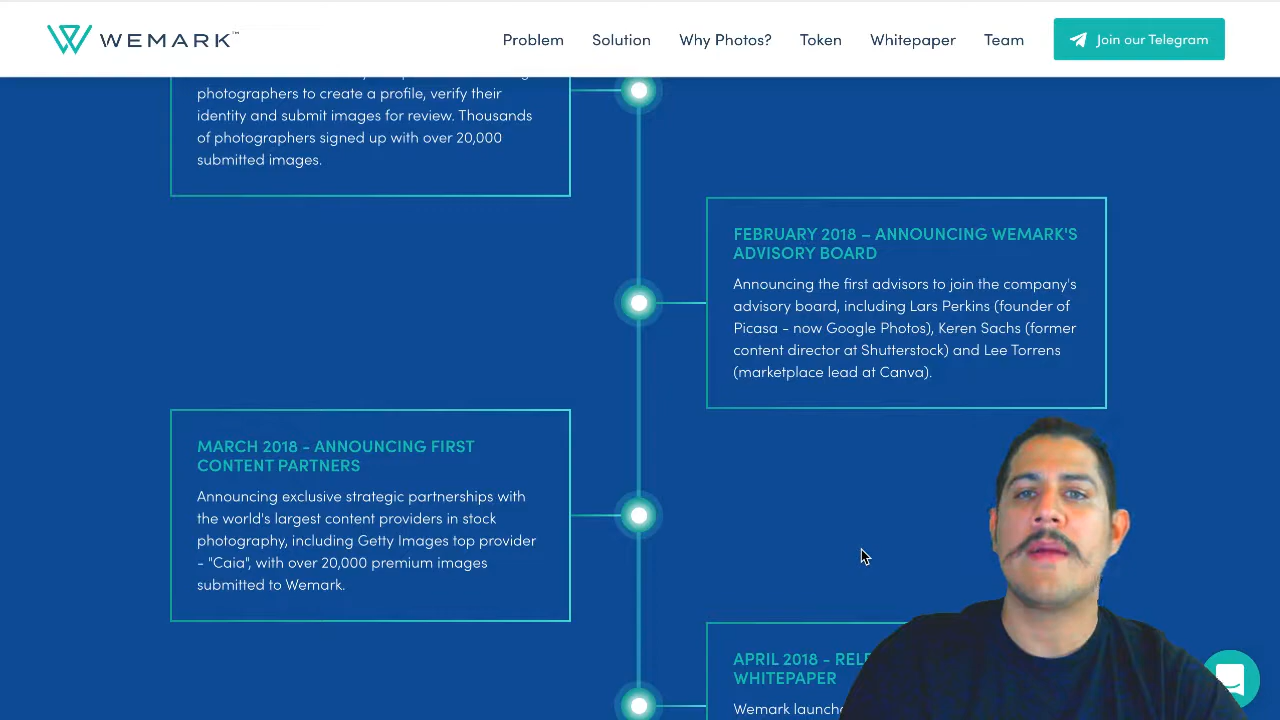 WEMARK™
Problem
Solution
Why Photos?
Token
Whitepaper
Team
Join our Telegram
photographers to create a profile, verify their
identity and submit images for review. Thousands
of photographers signed up with over 20,000
submitted images.
FEBRUARY 2018 – ANNOUNCING WEMARK'S
ADVISORY BOARD
Announcing the first advisors to join the company's
advisory board, including Lars Perkins (founder of
Picasa - now Google Photos), Keren Sachs (former
content director at Shutterstock) and Lee Torrens
(marketplace lead at Canva).
MARCH 2018 - ANNOUNCING FIRST
CONTENT PARTNERS
Announcing exclusive strategic partnerships with
the world's largest content providers in stock
photography, including Getty Images top provider
- "Caia", with over 20,000 premium images
submitted to Wemark.
APRIL 2018 -
WHITEPAPER
Wemark